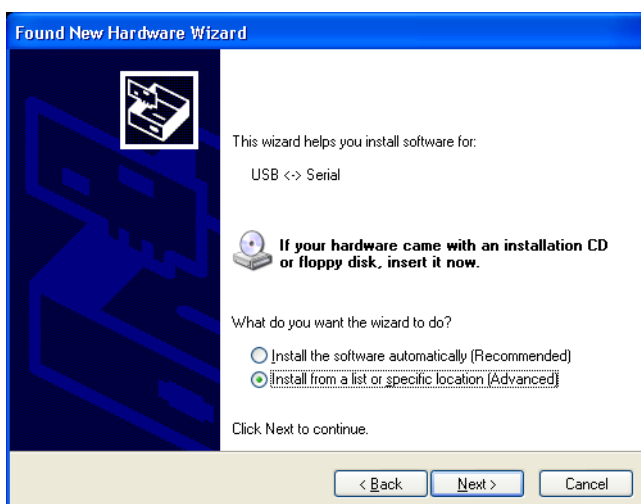 Found New Hardware Wizard
This wizard helps you install software for:
USB <-> Serial
If your hardware came with an installation CD
or floppy disk, insert it now.
What do you want the wizard to do?
Install the software automatically (Recommended)
Install from a list or specific location (Advanced)
Click Next to continue.
< Back Next > Cancel